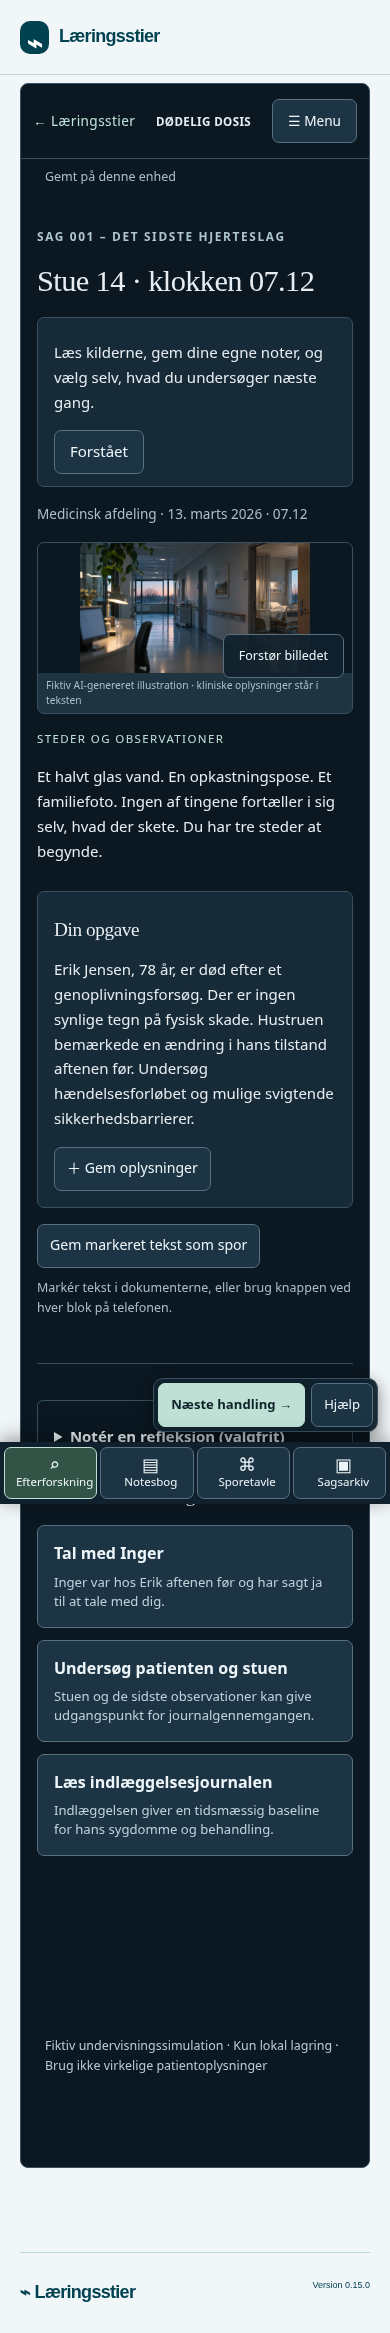 Læringsstier
← Læringsstier
DØDELIG DOSIS
☰ Menu
Gemt på denne enhed
SAG 001 – DET SIDSTE HJERTESLAG
Stue 14 · klokken 07.12
Læs kilderne, gem dine egne noter, og
vælg selv, hvad du undersøger næste
gang.
Forstået
Medicinsk afdeling · 13. marts 2026 · 07.12
Forstør billedet
Fiktiv AI-genereret illustration · kliniske oplysninger står i
teksten
STEDER OG OBSERVATIONER
Et halvt glas vand. En opkastningspose. Et
familiefoto. Ingen af tingene fortæller i sig
selv, hvad der skete. Du har tre steder at
begynde.
Din opgave
Erik Jensen, 78 år, er død efter et
genoplivningsforsøg. Der er ingen
synlige tegn på fysisk skade. Hustruen
bemærkede en ændring i hans tilstand
aftenen før. Undersøg
hændelsesforløbet og mulige svigtende
sikkerhedsbarrierer.
+ Gem oplysninger
Gem markeret tekst som spor
Markér tekst i dokumenterne, eller brug knappen ved
hver blok på telefonen.
Næste handling →
Hjælp
▶ Notér en refleksion (valgfrit)
Efterforskning
Notesbog
Sporetavle
Sagsarkiv
Tal med Inger
Inger var hos Erik aftenen før og har sagt ja
til at tale med dig.
Undersøg patienten og stuen
Stuen og de sidste observationer kan give
udgangspunkt for journalgennemgangen.
Læs indlæggelsesjournalen
Indlæggelsen giver en tidsmæssig baseline
for hans sygdomme og behandling.
Fiktiv undervisningssimulation · Kun lokal lagring ·
Brug ikke virkelige patientoplysninger
Læringsstier
Version 0.15.0